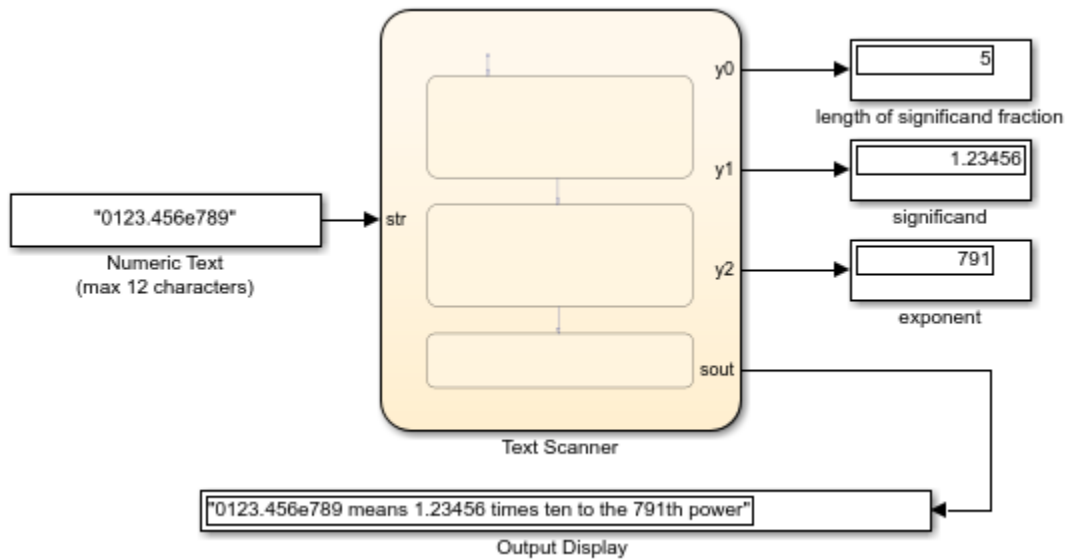 y0
5
length of significand fraction
y1
1.23456
significand
"0123.456e789"
str
Numeric Text
(max 12 characters)
y2
791
exponent
sout
Text Scanner
"0123.456e789 means 1.23456 times ten to the 791th power"
Output Display